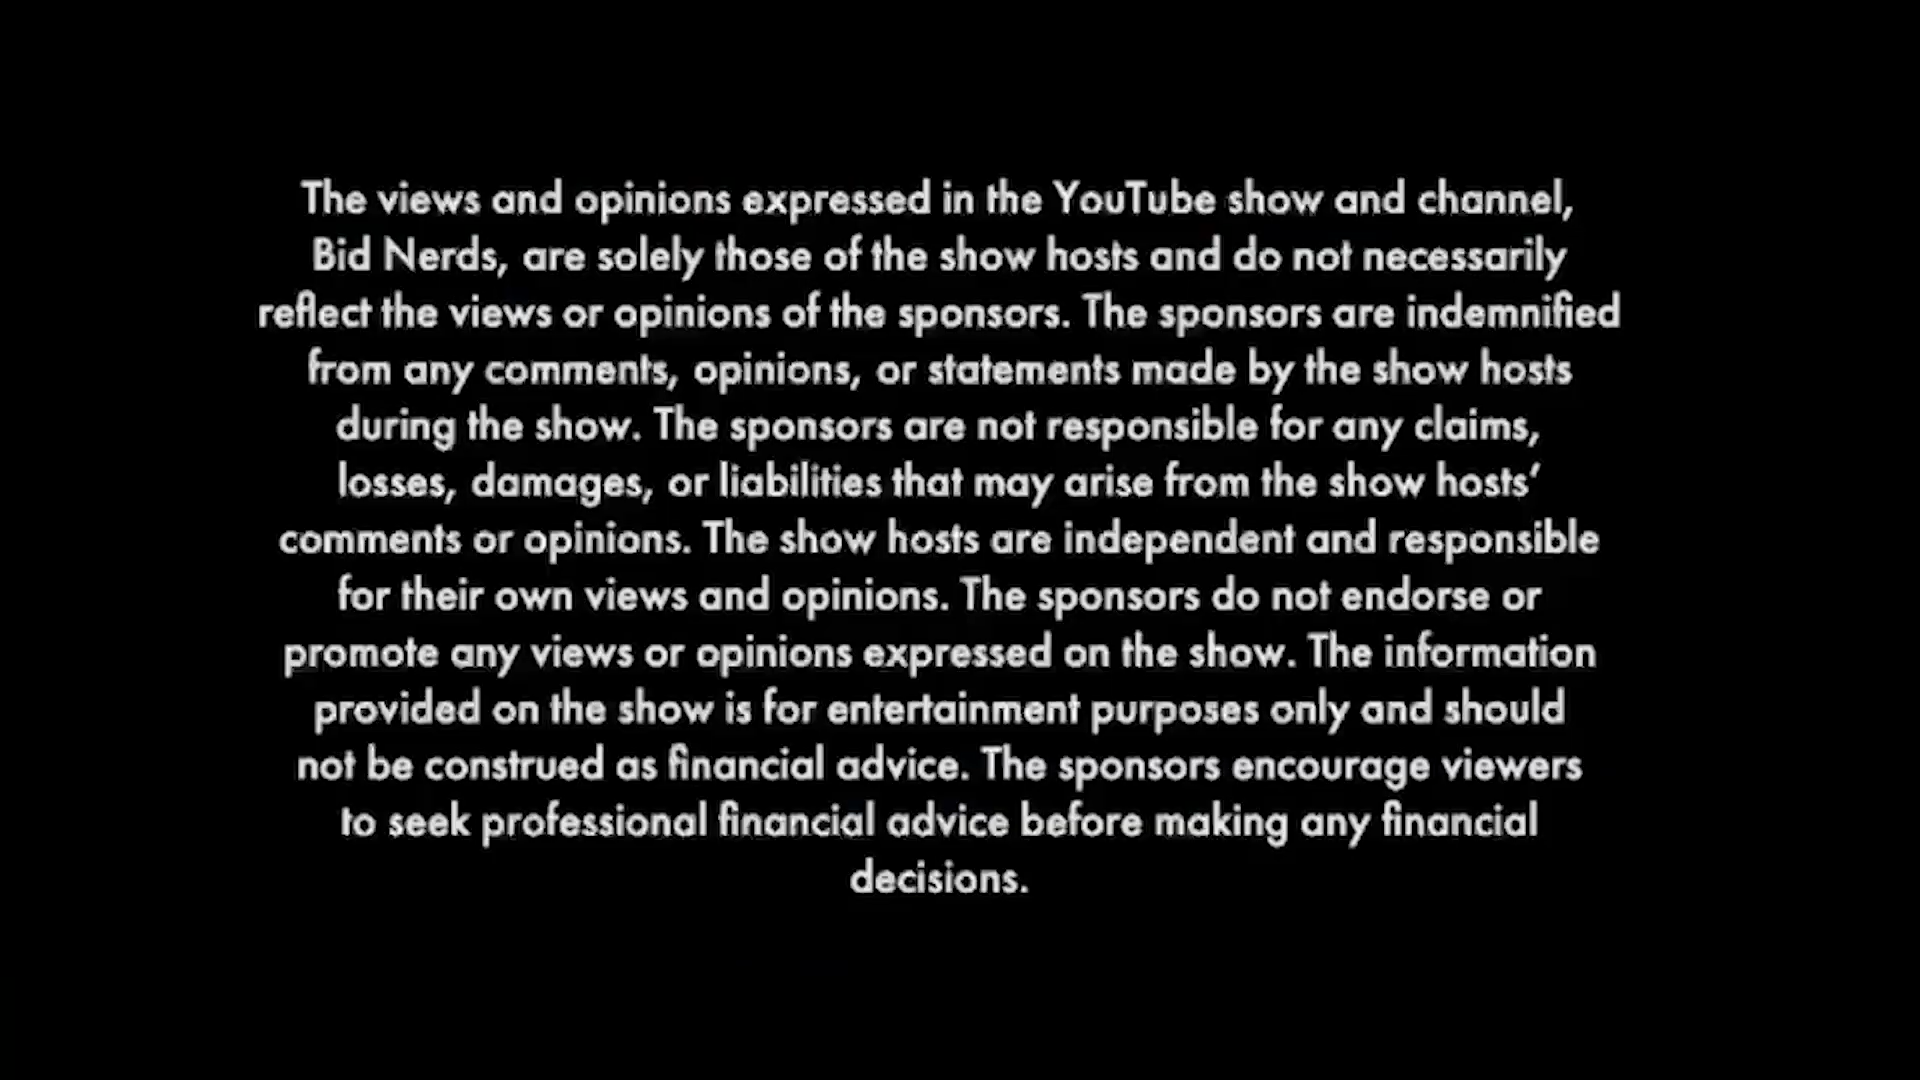 The views and opinions expressed in the YouTube show and channel,
Bid Nerds, are solely those of the show hosts and do not necessarily
reflect the views or opinions of the sponsors. The sponsors are indemnified
from any comments, opinions, or statements made by the show hosts
during the show. The sponsors are not responsible for any claims,
losses, damages, or liabilities that may arise from the show hosts’
comments or opinions. The show hosts are independent and responsible
for their own views and opinions. The sponsors do not endorse or
promote any views or opinions expressed on the show. The information
provided on the show is for entertainment purposes only and should
not be construed as financial advice. The sponsors encourage viewers
to seek professional financial advice before making any financial
decisions.